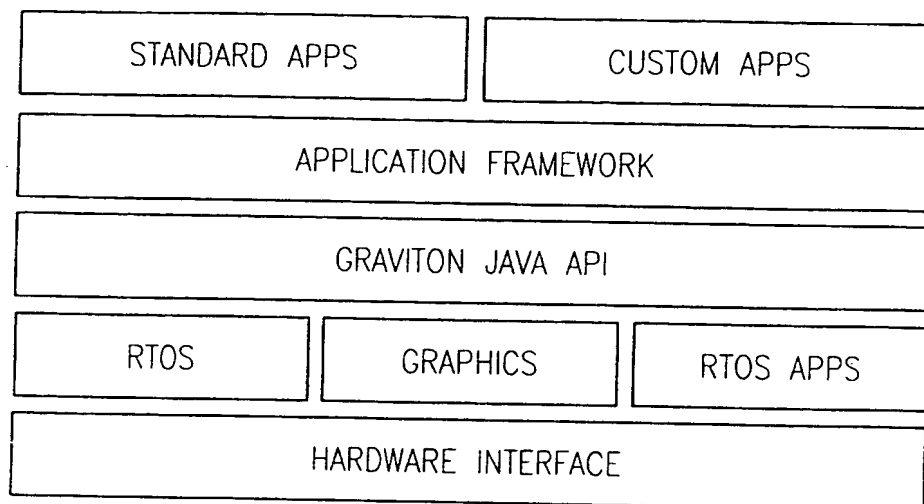 STANDARD APPS
CUSTOM APPS
APPLICATION FRAMEWORK
GRAVITON JAVA API
RTOS
GRAPHICS
RTOS APPS
HARDWARE INTERFACE